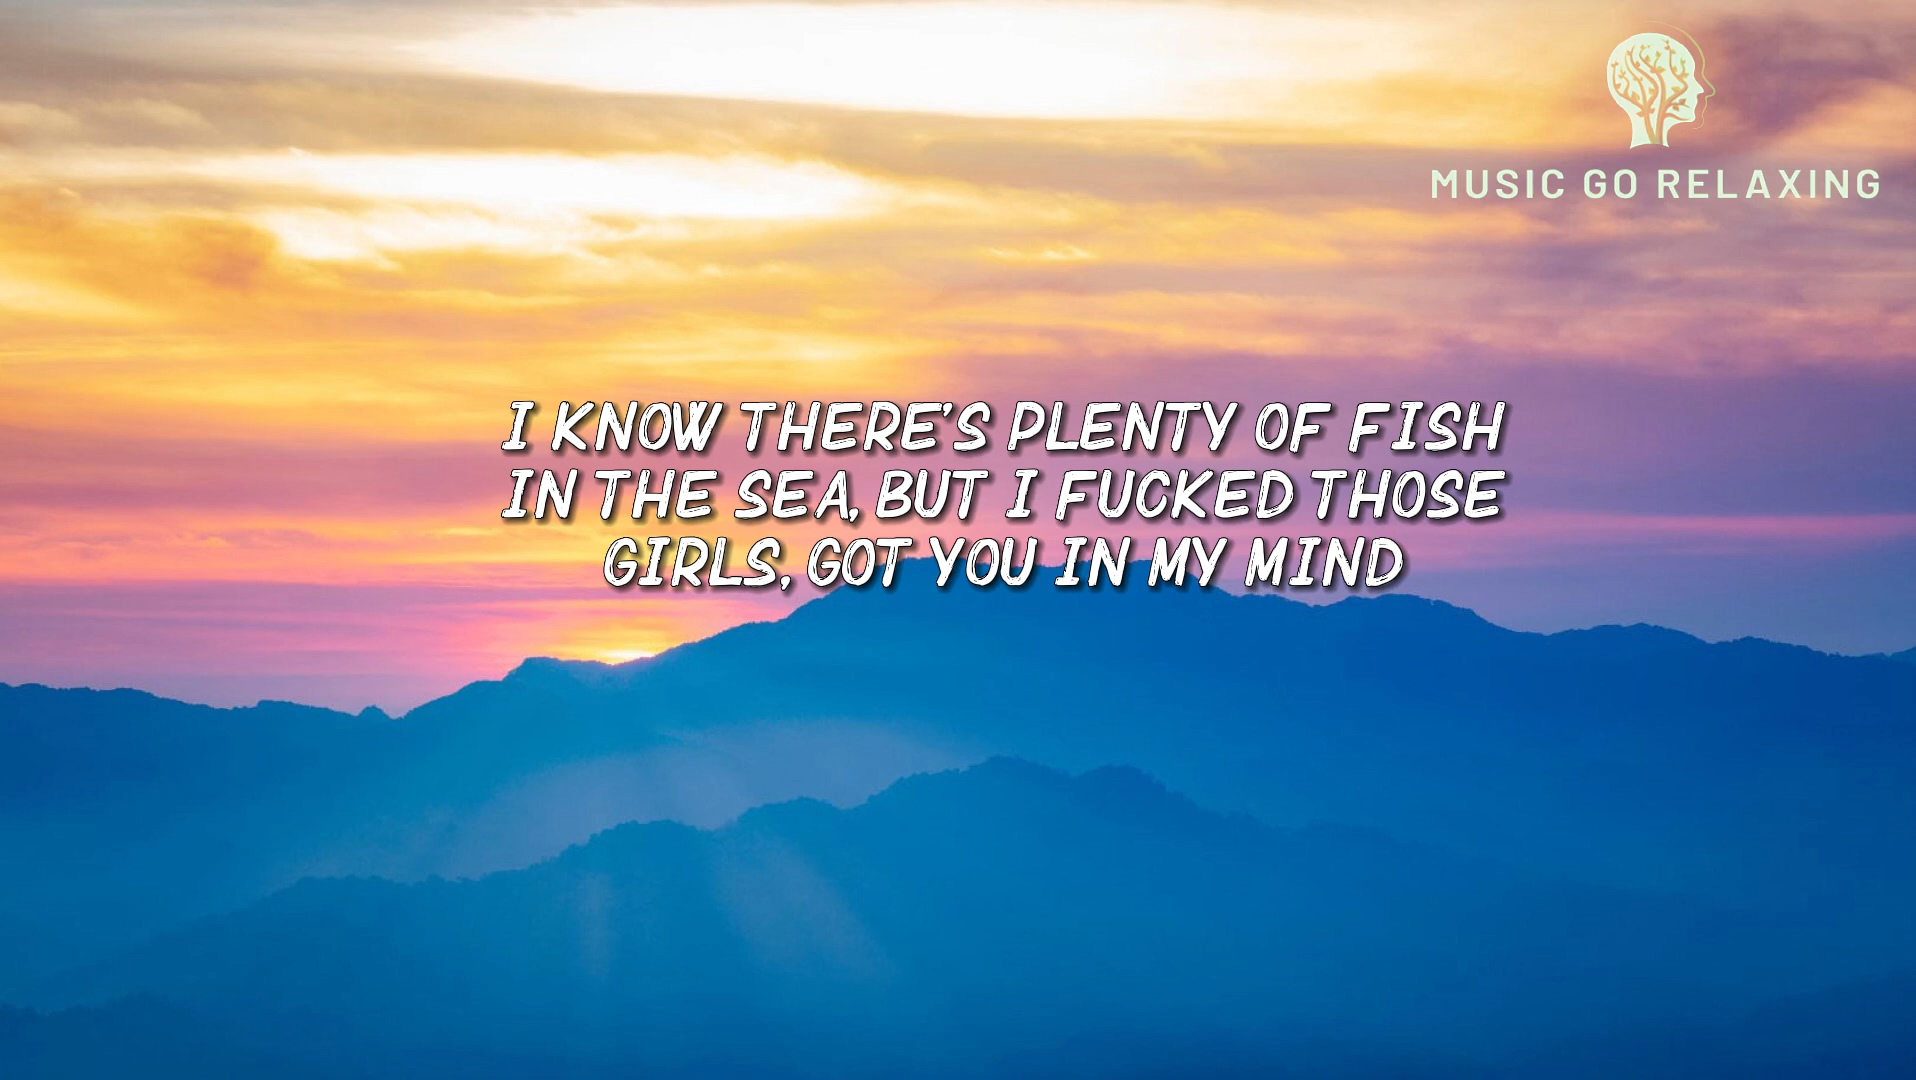 MUSIC GO RELAXING
I KNOW THERE'S PLENTY OF FISH
IN THE SEA, BUT I FUCKED THOSE
GIRLS, GOT YOU IN MY MIND